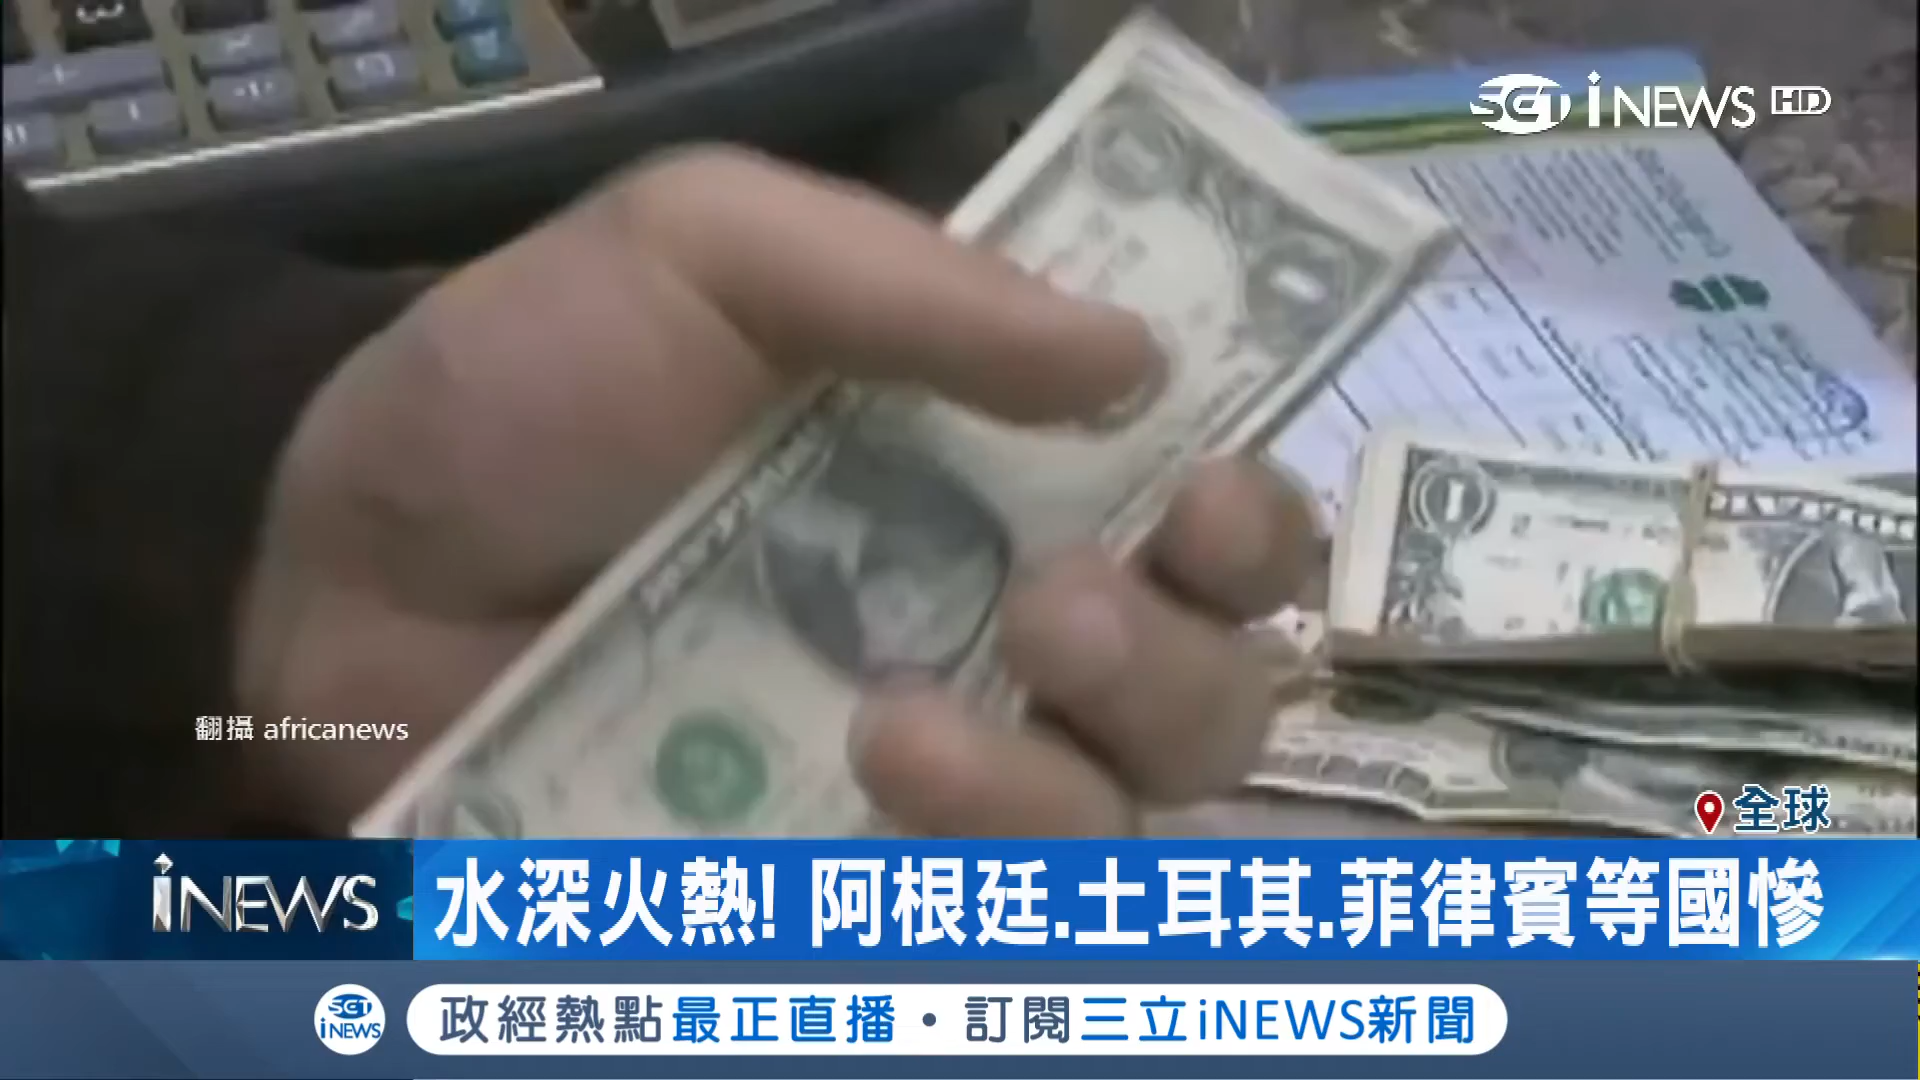 SET iNEWS HD
翻攝 africanews
全球
iNEWS
水深火熱! 阿根廷.土耳其.菲律賓等國慘
SET iNEWS
政經熱點最正直播・訂閱三立iNEWS新聞